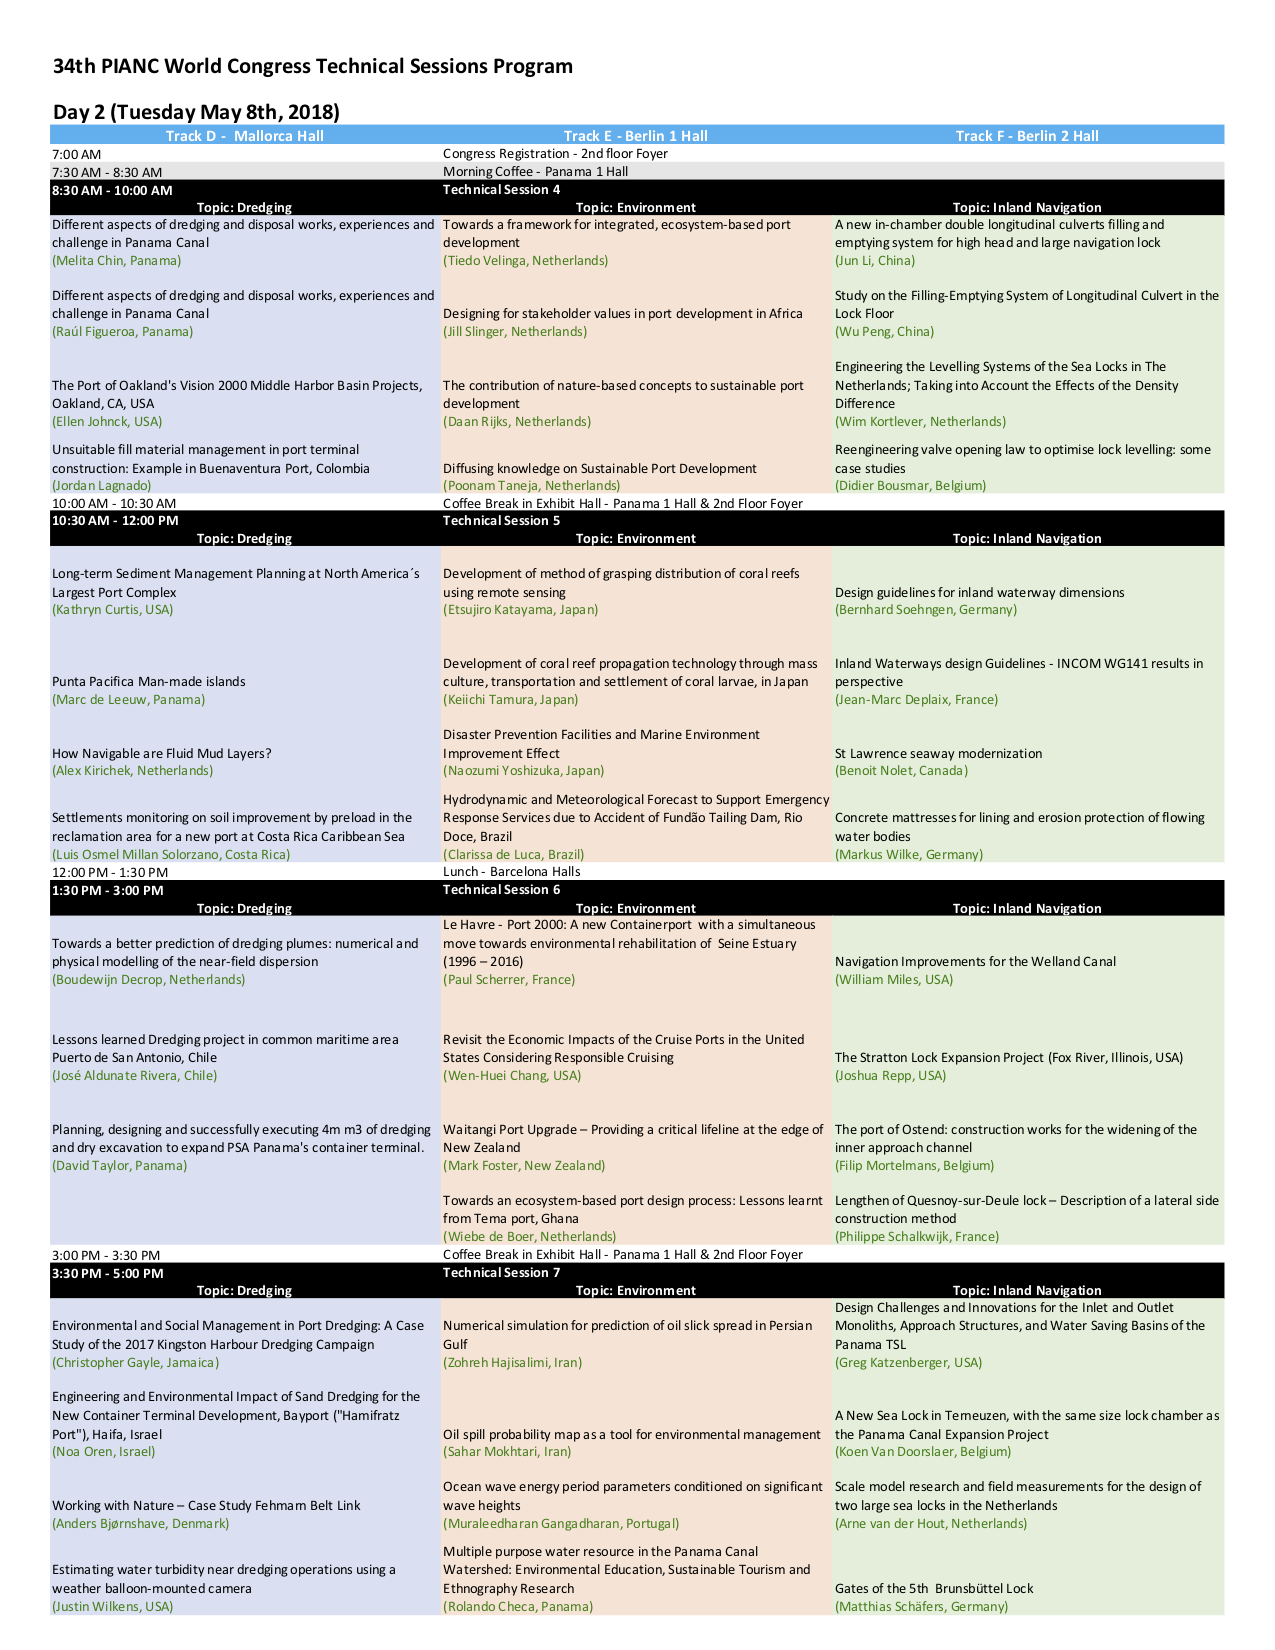 34th PIANC World Congress Technical Sessions Program
Day 2 (Tuesday May 8th, 2018)
Track D -  Mallorca Hall
Track E - Berlin 1 Hall
Track F - Berlin 2 Hall
7:00 AM
Congress Registration - 2nd floor Foyer
7:30 AM - 8:30 AM
Morning Coffee - Panama 1 Hall
8:30 AM - 10:00 AM
Technical Session 4
Topic: Dredging
Topic: Environment
Topic: Inland Navigation
Different aspects of dredging and disposal works, experiences and
challenge in Panama Canal
(Melita Chin, Panama)
Towards a framework for integrated, ecosystem-based port
development
(Tiedo Velinga, Netherlands)
A new in-chamber double longitudinal culverts filling and
emptying system for high head and large navigation lock
(Jun Li, China)
Different aspects of dredging and disposal works, experiences and
challenge in Panama Canal
(Raúl Figueroa, Panama)
Designing for stakeholder values in port development in Africa
(Jill Slinger, Netherlands)
Study on the Filling-Emptying System of Longitudinal Culvert in the
Lock Floor
(Wu Peng, China)
The Port of Oakland's Vision 2000 Middle Harbor Basin Projects,
Oakland, CA, USA
(Ellen Johnck, USA)
The contribution of nature-based concepts to sustainable port
development
(Daan Rijks, Netherlands)
Engineering the Levelling Systems of the Sea Locks in The
Netherlands; Taking into Account the Effects of the Density
Difference
(Wim Kortlever, Netherlands)
Unsuitable fill material management in port terminal
construction: Example in Buenaventura Port, Colombia
(Jordan Lagnado)
Diffusing knowledge on Sustainable Port Development
(Poonam Taneja, Netherlands)
Reengineering valve opening law to optimise lock levelling: some
case studies
(Didier Bousmar, Belgium)
10:00 AM - 10:30 AM
Coffee Break in Exhibit Hall - Panama 1 Hall & 2nd Floor Foyer
10:30 AM - 12:00 PM
Technical Session 5
Topic: Dredging
Topic: Environment
Topic: Inland Navigation
Long-term Sediment Management Planning at North America´s
Largest Port Complex
(Kathryn Curtis, USA)
Development of method of grasping distribution of coral reefs
using remote sensing
(Etsujiro Katayama, Japan)
Design guidelines for inland waterway dimensions
(Bernhard Soehngen, Germany)
Punta Pacifica Man-made islands
(Marc de Leeuw, Panama)
Development of coral reef propagation technology through mass
culture, transportation and settlement of coral larvae, in Japan
(Keiichi Tamura, Japan)
Inland Waterways design Guidelines - INCOM WG141 results in
perspective
(Jean-Marc Deplaix, France)
How Navigable are Fluid Mud Layers?
(Alex Kirichek, Netherlands)
Disaster Prevention Facilities and Marine Environment
Improvement Effect
(Naozumi Yoshizuka, Japan)
St Lawrence seaway modernization
(Benoit Nolet, Canada)
Settlements monitoring on soil improvement by preload in the
reclamation area for a new port at Costa Rica Caribbean Sea
(Luis Osmel Millan Solorzano, Costa Rica)
Hydrodynamic and Meteorological Forecast to Support Emergency
Response Services due to Accident of Fundão Tailing Dam, Rio
Doce, Brazil
(Clarissa de Luca, Brazil)
Concrete mattresses for lining and erosion protection of flowing
water bodies
(Markus Wilke, Germany)
12:00 PM - 1:30 PM
Lunch - Barcelona Halls
1:30 PM - 3:00 PM
Technical Session 6
Topic: Dredging
Topic: Environment
Topic: Inland Navigation
Towards a better prediction of dredging plumes: numerical and
physical modelling of the near-field dispersion
(Boudewijn Decrop, Netherlands)
Le Havre - Port 2000: A new Containerport  with a simultaneous
move towards environmental rehabilitation of  Seine Estuary
(1996 – 2016)
(Paul Scherrer, France)
Navigation Improvements for the Welland Canal
(William Miles, USA)
Lessons learned Dredging project in common maritime area
Puerto de San Antonio, Chile
(José Aldunate Rivera, Chile)
Revisit the Economic Impacts of the Cruise Ports in the United
States Considering Responsible Cruising
(Wen-Huei Chang, USA)
The Stratton Lock Expansion Project (Fox River, Illinois, USA)
(Joshua Repp, USA)
Planning, designing and successfully executing 4m m3 of dredging
and dry excavation to expand PSA Panama's container terminal.
(David Taylor, Panama)
Waitangi Port Upgrade – Providing a critical lifeline at the edge of
New Zealand
(Mark Foster, New Zealand)
The port of Ostend: construction works for the widening of the
inner approach channel
(Filip Mortelmans, Belgium)
Towards an ecosystem-based port design process: Lessons learnt
from Tema port, Ghana
(Wiebe de Boer, Netherlands)
Lengthen of Quesnoy-sur-Deule lock – Description of a lateral side
construction method
(Philippe Schalkwijk, France)
3:00 PM - 3:30 PM
Coffee Break in Exhibit Hall - Panama 1 Hall & 2nd Floor Foyer
3:30 PM - 5:00 PM
Technical Session 7
Topic: Dredging
Topic: Environment
Topic: Inland Navigation
Environmental and Social Management in Port Dredging: A Case
Study of the 2017 Kingston Harbour Dredging Campaign
(Christopher Gayle, Jamaica)
Numerical simulation for prediction of oil slick spread in Persian
Gulf
(Zohreh Hajisalimi, Iran)
Design Challenges and Innovations for the Inlet and Outlet
Monoliths, Approach Structures, and Water Saving Basins of the
Panama TSL
(Greg Katzenberger, USA)
Engineering and Environmental Impact of Sand Dredging for the
New Container Terminal Development, Bayport ("Hamifratz
Port"), Haifa, Israel
(Noa Oren, Israel)
Oil spill probability map as a tool for environmental management
(Sahar Mokhtari, Iran)
A New Sea Lock in Terneuzen, with the same size lock chamber as
the Panama Canal Expansion Project
(Koen Van Doorslaer, Belgium)
Working with Nature – Case Study Fehmarn Belt Link
(Anders Bjørnshave, Denmark)
Ocean wave energy period parameters conditioned on significant
wave heights
(Muraleedharan Gangadharan, Portugal)
Scale model research and field measurements for the design of
two large sea locks in the Netherlands
(Arne van der Hout, Netherlands)
Estimating water turbidity near dredging operations using a
weather balloon-mounted camera
(Justin Wilkens, USA)
Multiple purpose water resource in the Panama Canal
Watershed: Environmental Education, Sustainable Tourism and
Ethnography Research
(Rolando Checa, Panama)
Gates of the 5th  Brunsbüttel Lock
(Matthias Schäfers, Germany)